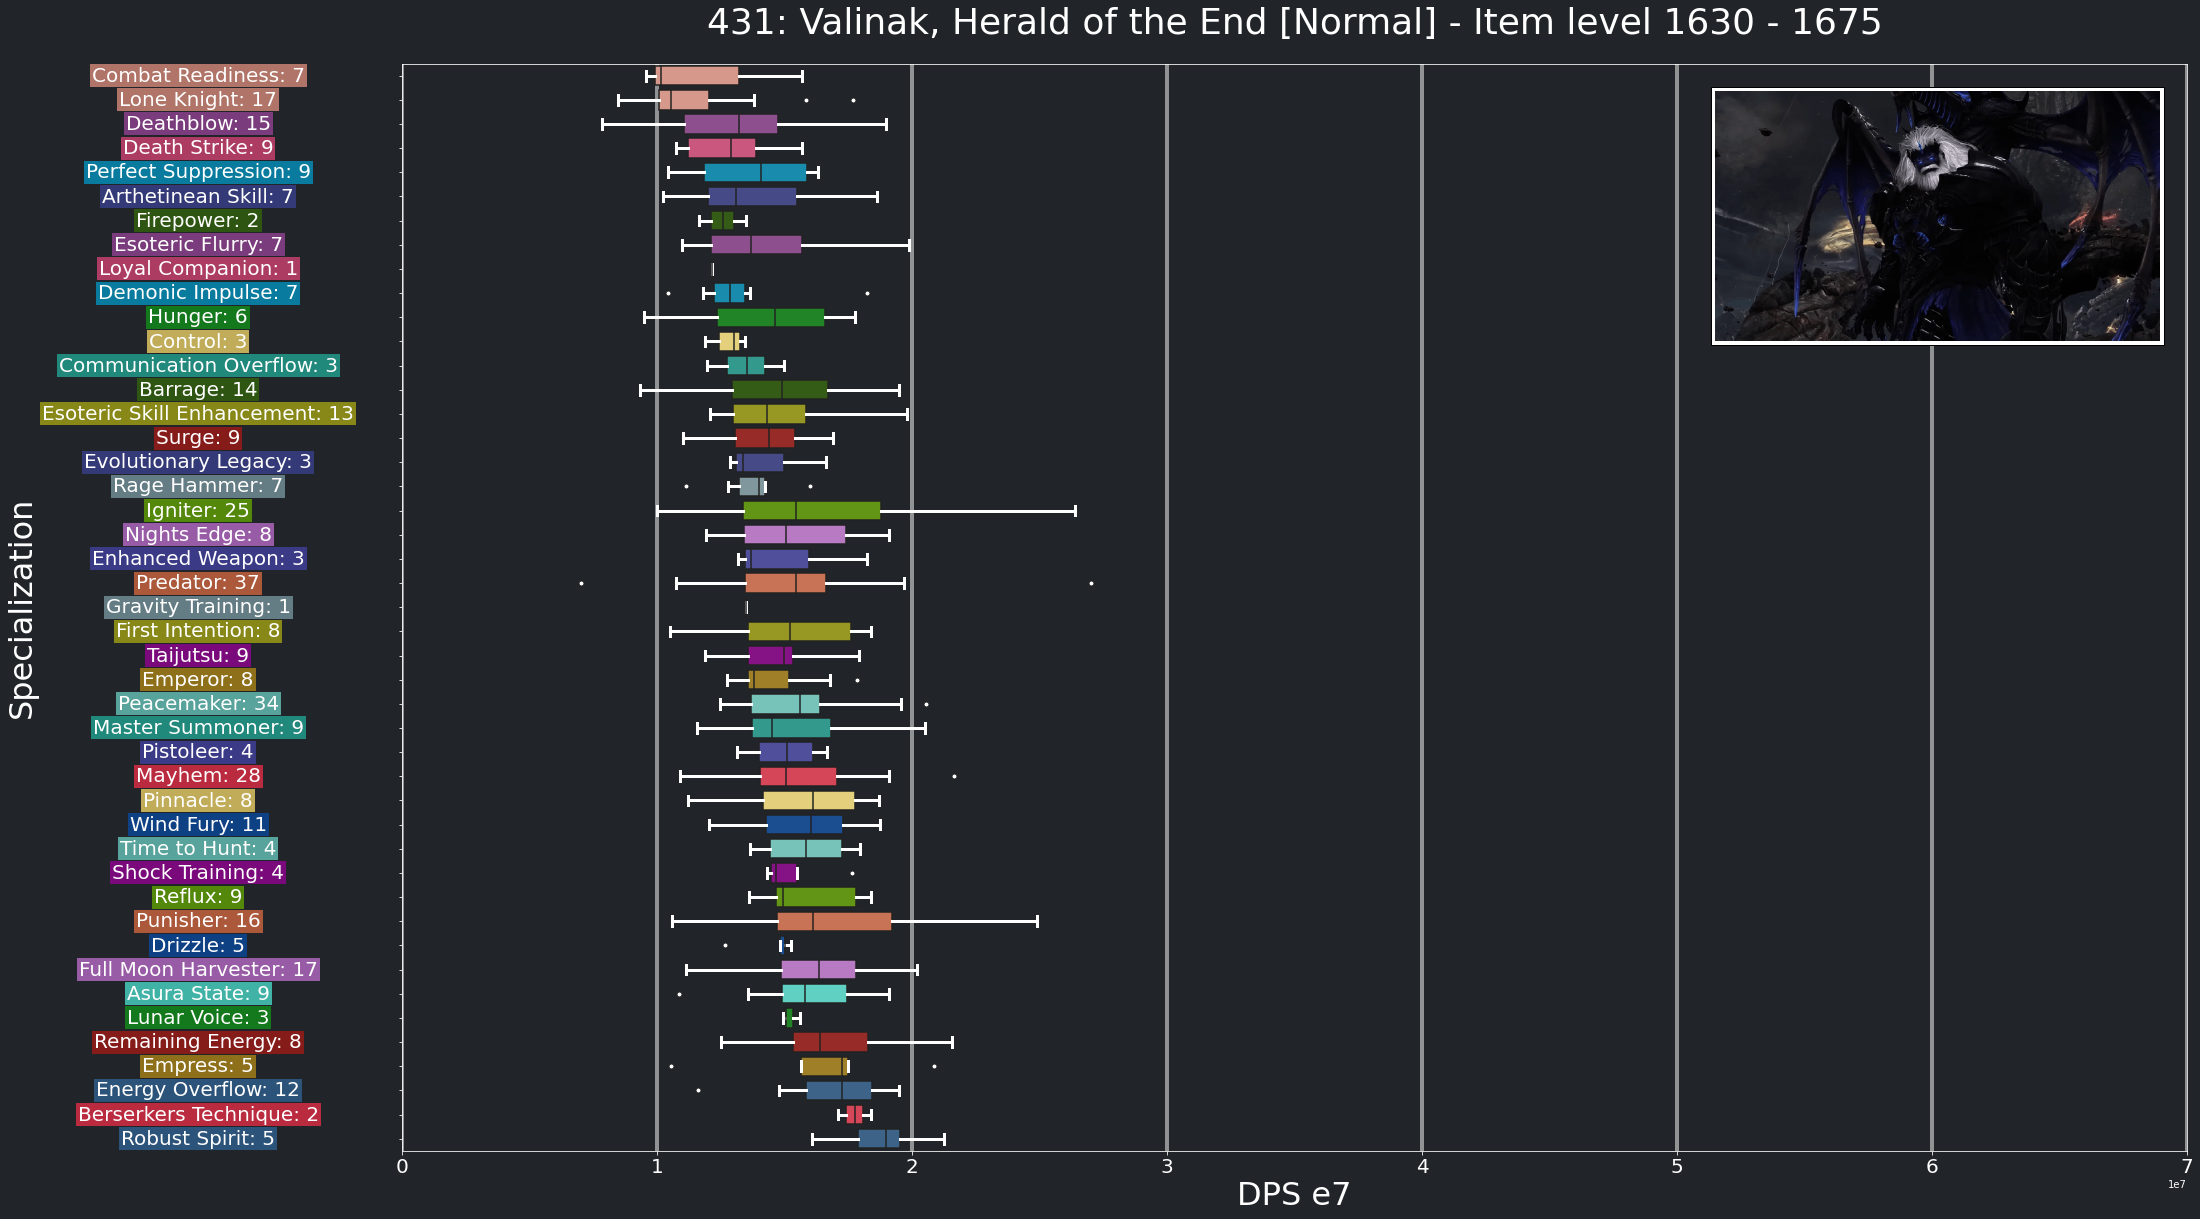 431: Valinak, Herald of the End [Normal] - Item level 1630 - 1675
Combat Readiness: 7
Lone Knight: 17
Deathblow: 15
Death Strike: 9
Perfect Suppression: 9
Arthetinean Skill: 7
Firepower: 2
Esoteric Flurry: 7
Loyal Companion: 1
Demonic Impulse: 7
Hunger: 6
Control: 3
Communication Overflow: 3
Barrage: 14
Esoteric Skill Enhancement: 13
Surge: 9
Evolutionary Legacy: 3
Rage Hammer: 7
Igniter: 25
Nights Edge: 8
Enhanced Weapon: 3
Predator: 37
Gravity Training: 1
First Intention: 8
Taijutsu: 9
Emperor: 8
Peacemaker: 34
Master Summoner: 9
Pistoleer: 4
Mayhem: 28
Pinnacle: 8
Wind Fury: 11
Time to Hunt: 4
Shock Training: 4
Reflux: 9
Punisher: 16
Drizzle: 5
Full Moon Harvester: 17
Asura State: 9
Lunar Voice: 3
Remaining Energy: 8
Empress: 5
Energy Overflow: 12
Berserkers Technique: 2
Robust Spirit: 5
Specialization
0 1 2 3 4 5 6 7
DPS e7
1e7